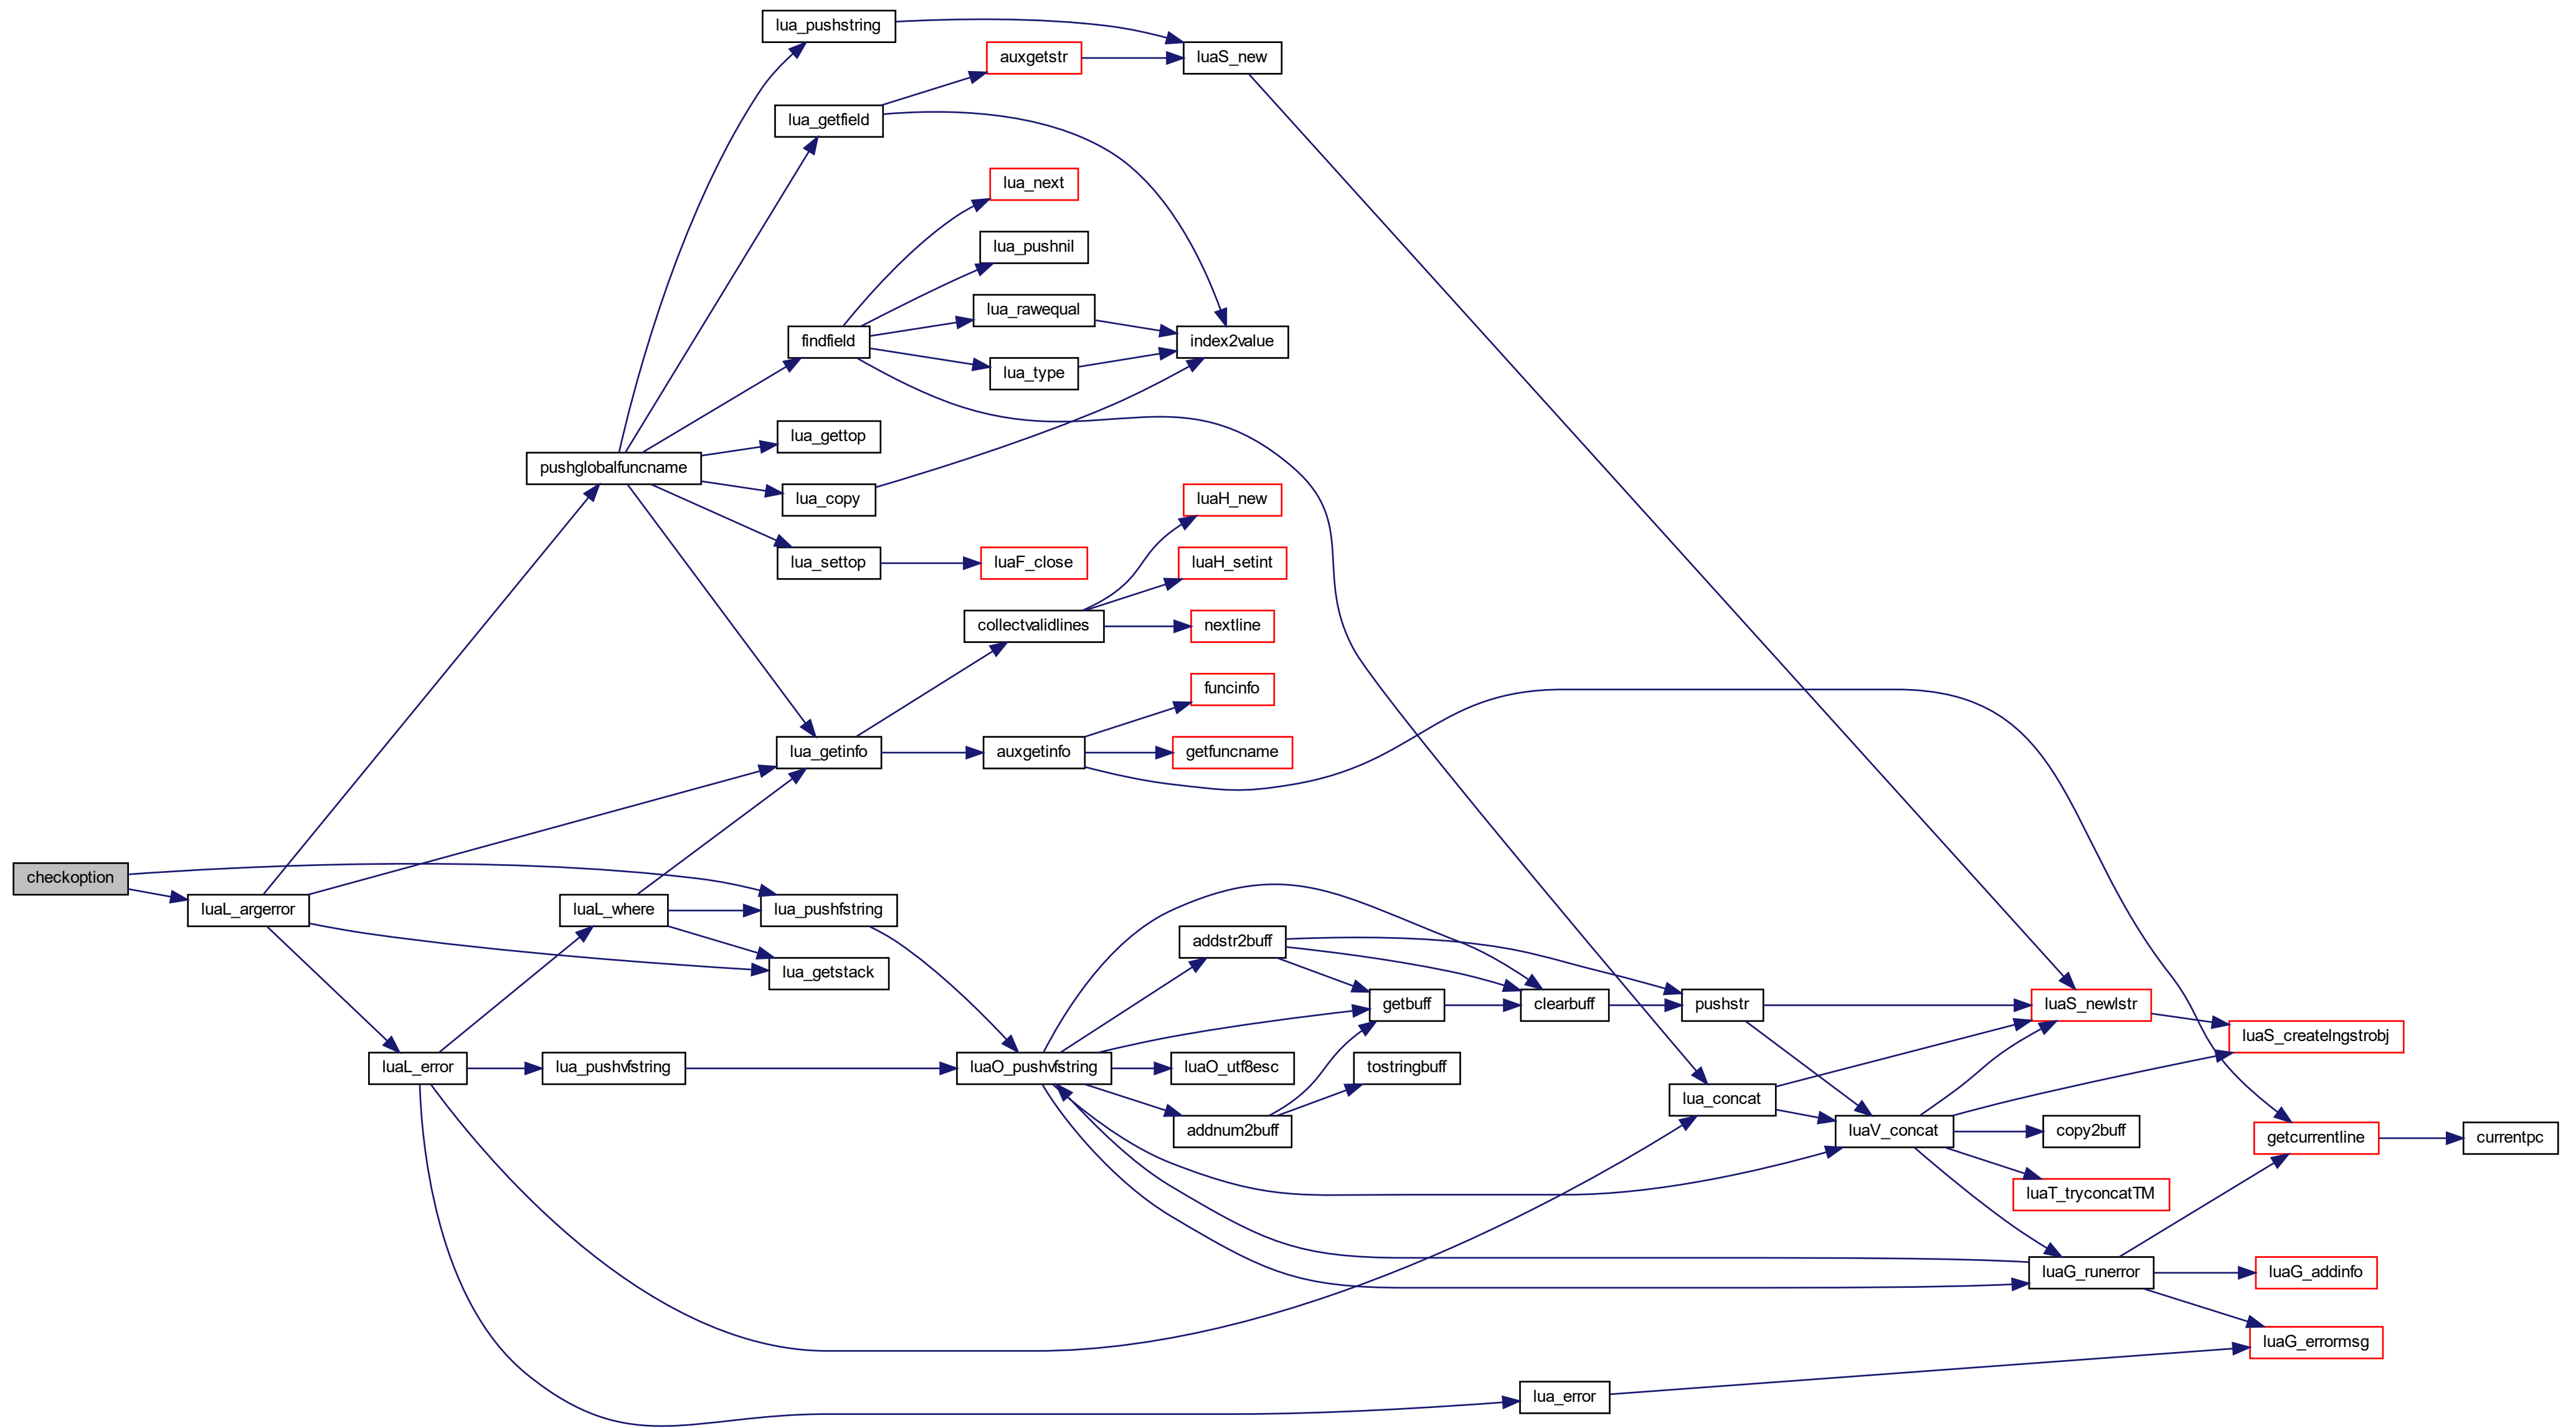 lua_pushstring
auxgetstr
luaS_new
lua_getfield
lua_next
lua_pushnil
lua_rawequal
findfield
index2value
lua_type
lua_gettop
pushglobalfuncname
lua_copy
luaH_new
lua_settop
luaF_close
luaH_setint
collectvalidlines
nextline
funcinfo
lua_getinfo
auxgetinfo
getfuncname
checkoption
luaL_argerror
luaL_where
lua_pushfstring
addstr2buff
lua_getstack
getbuff
clearbuff
pushstr
luaS_newlstr
luaS_createlngstrobj
luaL_error
lua_pushvfstring
luaO_pushvfstring
luaO_utf8esc
tostringbuff
lua_concat
addnum2buff
luaV_concat
copy2buff
getcurrentline
currentpc
luaT_tryconcatTM
luaG_runerror
luaG_addinfo
luaG_errormsg
lua_error